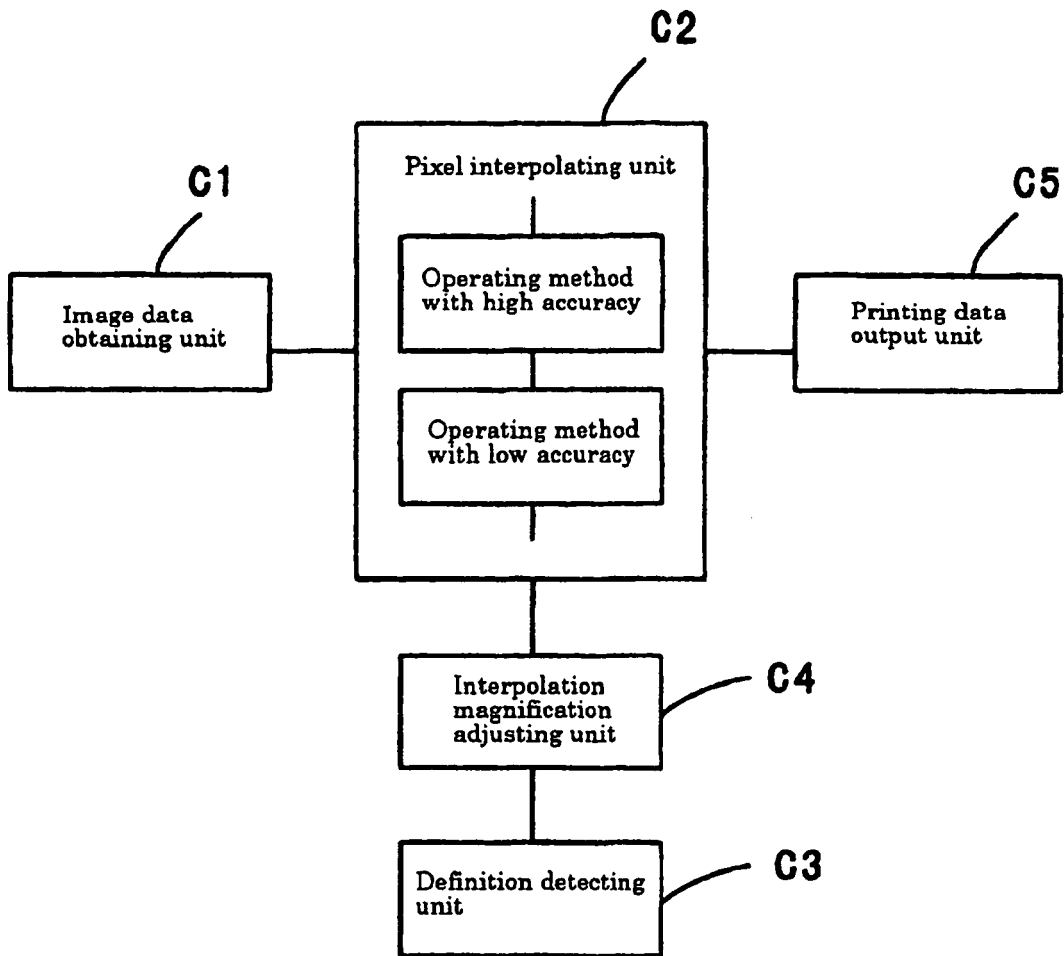 C2
Pixel interpolating unit
C1
C5
Operating method
with high accuracy
Image data
obtaining unit
Printing data
output unit
Operating method
with low accuracy
Interpolation
magnification
adjusting unit
C4
Definition detecting
unit
C3